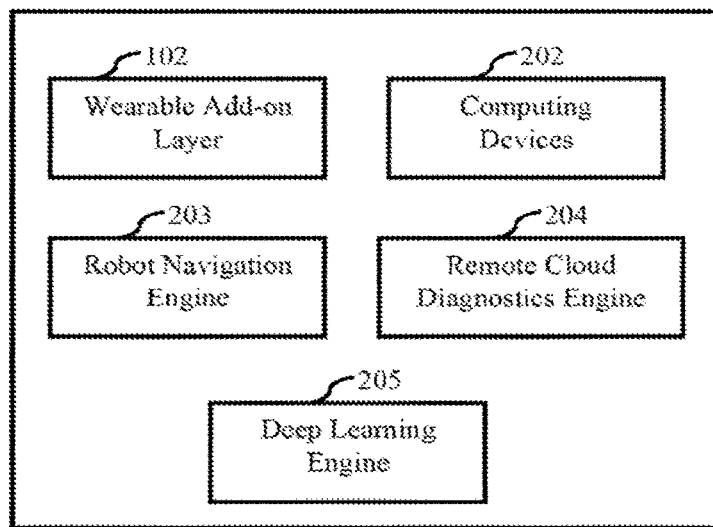 102
Wearable Add-on
Layer
202
Computing
Devices
203
Robot Navigation
Engine
204
Remote Cloud
Diagnostics Engine
205
Deep Learning
Engine